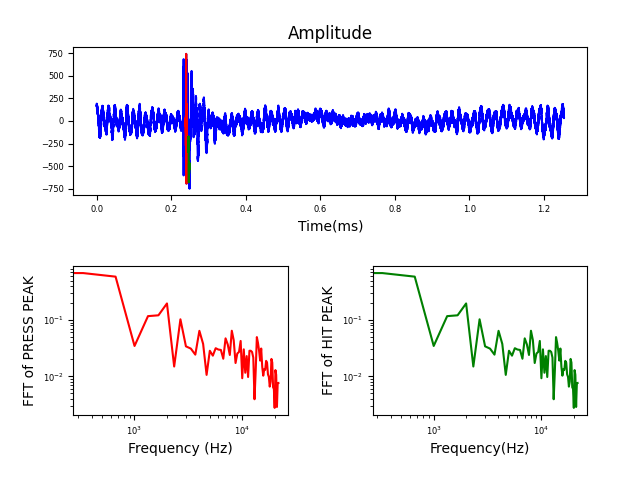 Amplitude
750
500
250
0
−250
−500
−750
0.0 0.2 0.4 0.6 0.8 1.0 1.2
Time(ms)
FFT of PRESS PEAK
10⁻¹
10⁻²
10³ 10⁴
Frequency (Hz)
FFT of HIT PEAK
10⁻¹
10⁻²
10³ 10⁴
Frequency(Hz)